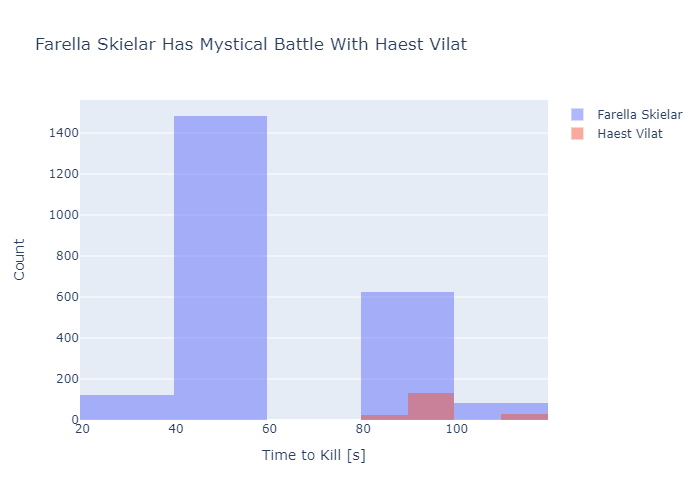 Farella Skielar Has Mystical Battle With Haest Vilat
Farella Skielar
Haest Vilat
1400
1200
1000
800
600
400
200
0
20
40
60
80
100
Count
Time to Kill [s]